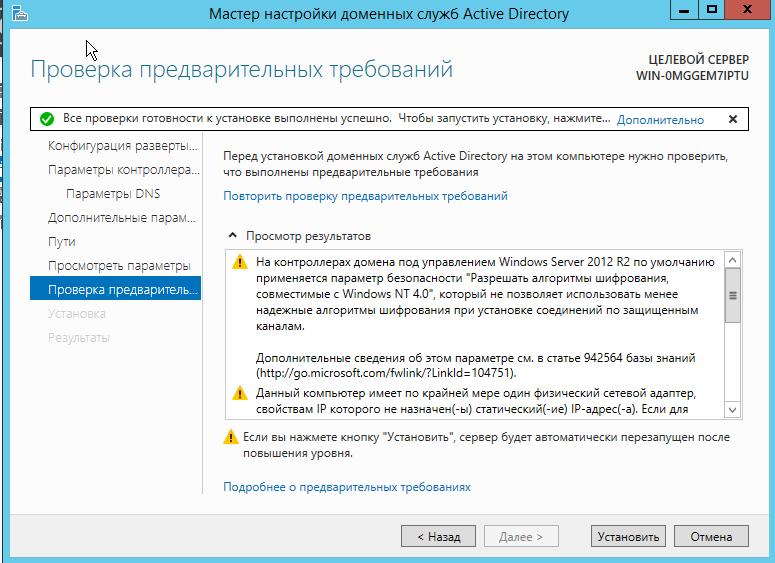 Мастер настройки доменных служб Active Directory
Проверка предварительных требований
ЦЕЛЕВОЙ СЕРВЕР
WIN-0MGGEM7IPTU
Все проверки готовности к установке выполнены успешно. Чтобы запустить установку, нажмите... Дополнительно
Конфигурация разверты...
Параметры контроллера...
Параметры DNS
Дополнительные парам...
Пути
Просмотреть параметры
Проверка предваритель...
Установка
Результаты
Перед установкой доменных служб Active Directory на этом компьютере нужно проверить,
что выполнены предварительные требования
Повторить проверку предварительных требований
Просмотр результатов
На контроллерах домена под управлением Windows Server 2012 R2 по умолчанию
применяется параметр безопасности "Разрешать алгоритмы шифрования,
совместимые с Windows NT 4.0", который не позволяет использовать менее
надежные алгоритмы шифрования при установке соединений по защищенным
каналам.
Дополнительные сведения об этом параметре см. в статье 942564 базы знаний
(http://go.microsoft.com/fwlink/?LinkId=104751).
Данный компьютер имеет по крайней мере один физический сетевой адаптер,
свойствам IP которого не назначен(-ы) статический(-ие) IP-адрес(-а). Если для
Если вы нажмете кнопку "Установить", сервер будет автоматически перезапущен после
повышения уровня.
Подробнее о предварительных требованиях
< Назад
Далее >
Установить
Отмена